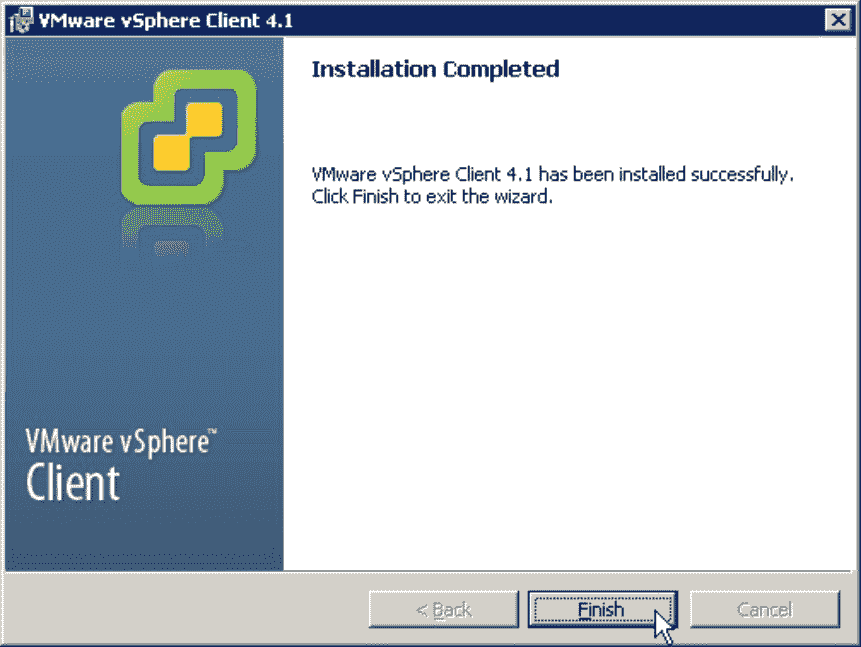 VMware vSphere Client 4.1
Installation Completed
VMware vSphere Client 4.1 has been installed successfully.
Click Finish to exit the wizard.
VMware vSphere™
Client
< Back
Finish
Cancel